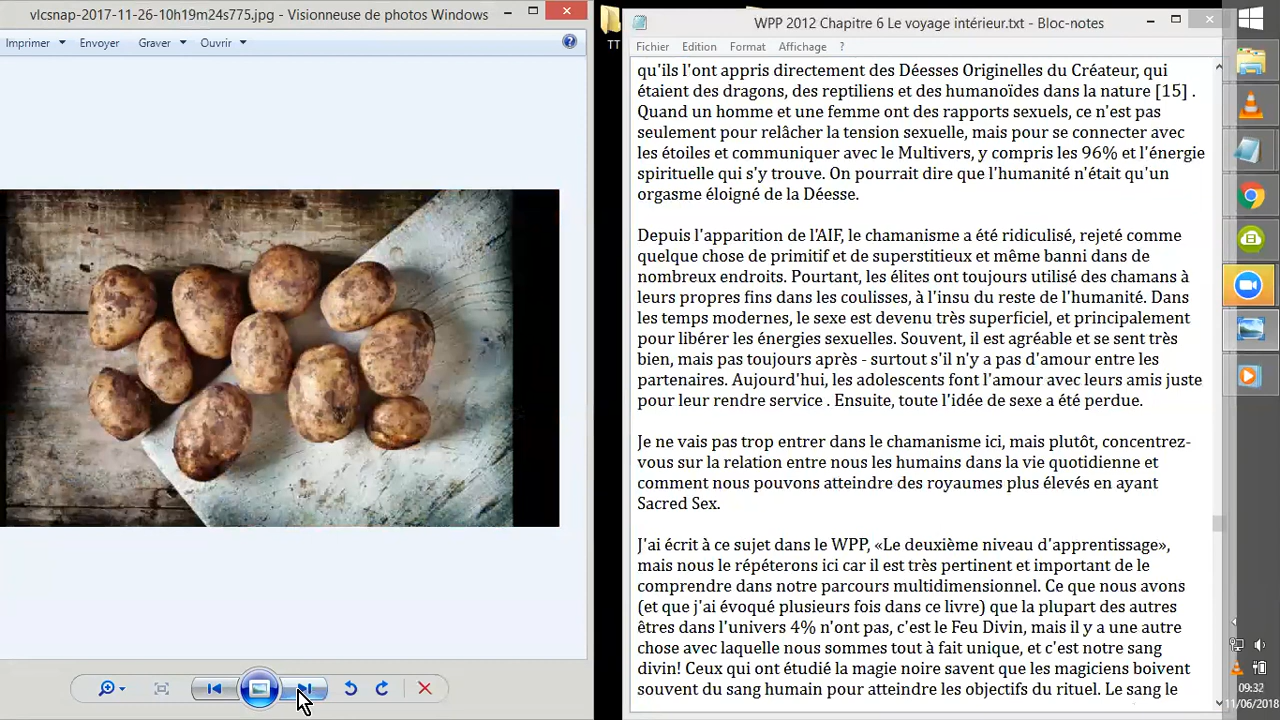 vlcsnap-2017-11-26-10h19m24s775.jpg - Visionneuse de photos Windows
Imprimer Envoyer Graver Ouvrir
TT
WPP 2012 Chapitre 6 Le voyage intérieur.txt - Bloc-notes
Fichier Edition Format Affichage ?
qu'ils l'ont appris directement des Déesses Originelles du Créateur, qui
étaient des dragons, des reptiliens et des humanoïdes dans la nature [15] .
Quand un homme et une femme ont des rapports sexuels, ce n'est pas
seulement pour relâcher la tension sexuelle, mais pour se connecter avec
les étoiles et communiquer avec le Multivers, y compris les 96% et l'énergie
spirituelle qui s'y trouve. On pourrait dire que l'humanité n'était qu'un
orgasme éloigné de la Déesse.
Depuis l'apparition de l'AIF, le chamanisme a été ridiculisé, rejeté comme
quelque chose de primitif et de superstitieux et même banni dans de
nombreux endroits. Pourtant, les élites ont toujours utilisé des chamans à
leurs propres fins dans les coulisses, à l'insu du reste de l'humanité. Dans
les temps modernes, le sexe est devenu très superficiel, et principalement
pour libérer les énergies sexuelles. Souvent, il est agréable et se sent très
bien, mais pas toujours après - surtout s'il n'y a pas d'amour entre les
partenaires. Aujourd'hui, les adolescents font l'amour avec leurs amis juste
pour leur rendre service . Ensuite, toute l'idée de sexe a été perdue.
Je ne vais pas trop entrer dans le chamanisme ici, mais plutôt, concentrez-
vous sur la relation entre nous les humains dans la vie quotidienne et
comment nous pouvons atteindre des royaumes plus élevés en ayant
Sacred Sex.
J'ai écrit à ce sujet dans le WPP, «Le deuxième niveau d'apprentissage»,
mais nous le répéterons ici car il est très pertinent et important de le
comprendre dans notre parcours multidimensionnel. Ce que nous avons
(et que j'ai évoqué plusieurs fois dans ce livre) que la plupart des autres
êtres dans l'univers 4% n'ont pas, c'est le Feu Divin, mais il y a une autre
chose avec laquelle nous sommes tout à fait unique, et c'est notre sang
divin! Ceux qui ont étudié la magie noire savent que les magiciens boivent
souvent du sang humain pour atteindre les objectifs du rituel. Le sang le
09:32
11/06/2018